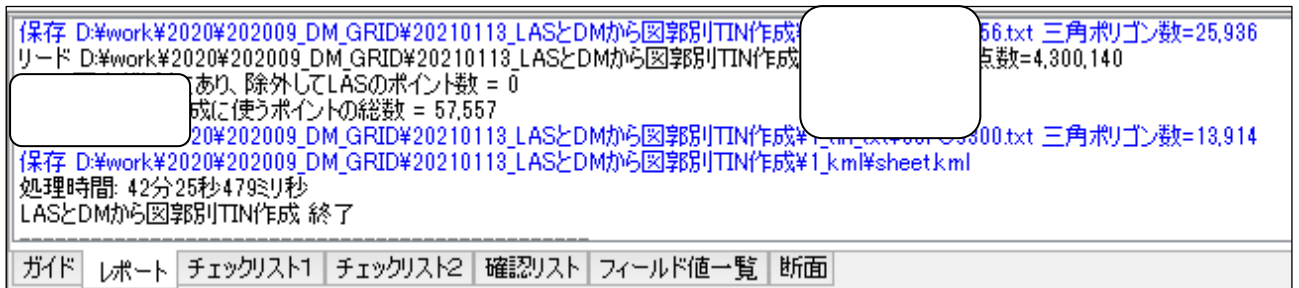 保存 D:¥work¥2020¥202009_DM_GRID¥20210113_LASとDMから図郭別TIN作成¥ 56.txt 三角ポリゴン数=25,936
リード D:¥work¥2020¥202009_DM_GRID¥20210113_LASとDMから図郭別TIN作成 点数=4,300,140
あり、除外してLASのポイント数 = 0
成に使うポイントの総数 = 57,557
20¥202009_DM_GRID¥20210113_LASとDMから図郭別TIN作成¥ 300.txt 三角ポリゴン数=13,914
保存 D:¥work¥2020¥202009_DM_GRID¥20210113_LASとDMから図郭別TIN作成¥1_kml¥sheet.kml
処理時間: 42分25秒479ミリ秒
LASとDMから図郭別TIN作成 終了
------------------------------------------------
ガイド レポート チェックリスト1 チェックリスト2 確認リスト フィールド値一覧 断面